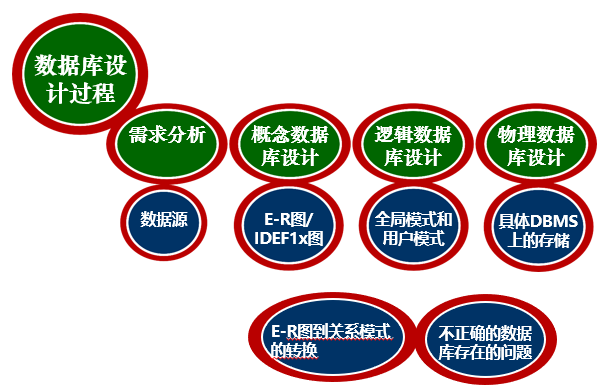 数据库设
计过程
需求分析
概念数据
库设计
逻辑数据
库设计
物理数据
库设计
数据源
E-R图/
IDEF1x图
全局模式和
用户模式
具体DBMS
上的存储
E-R图到关系模式
的转换
不正确的数据
库存在的问题